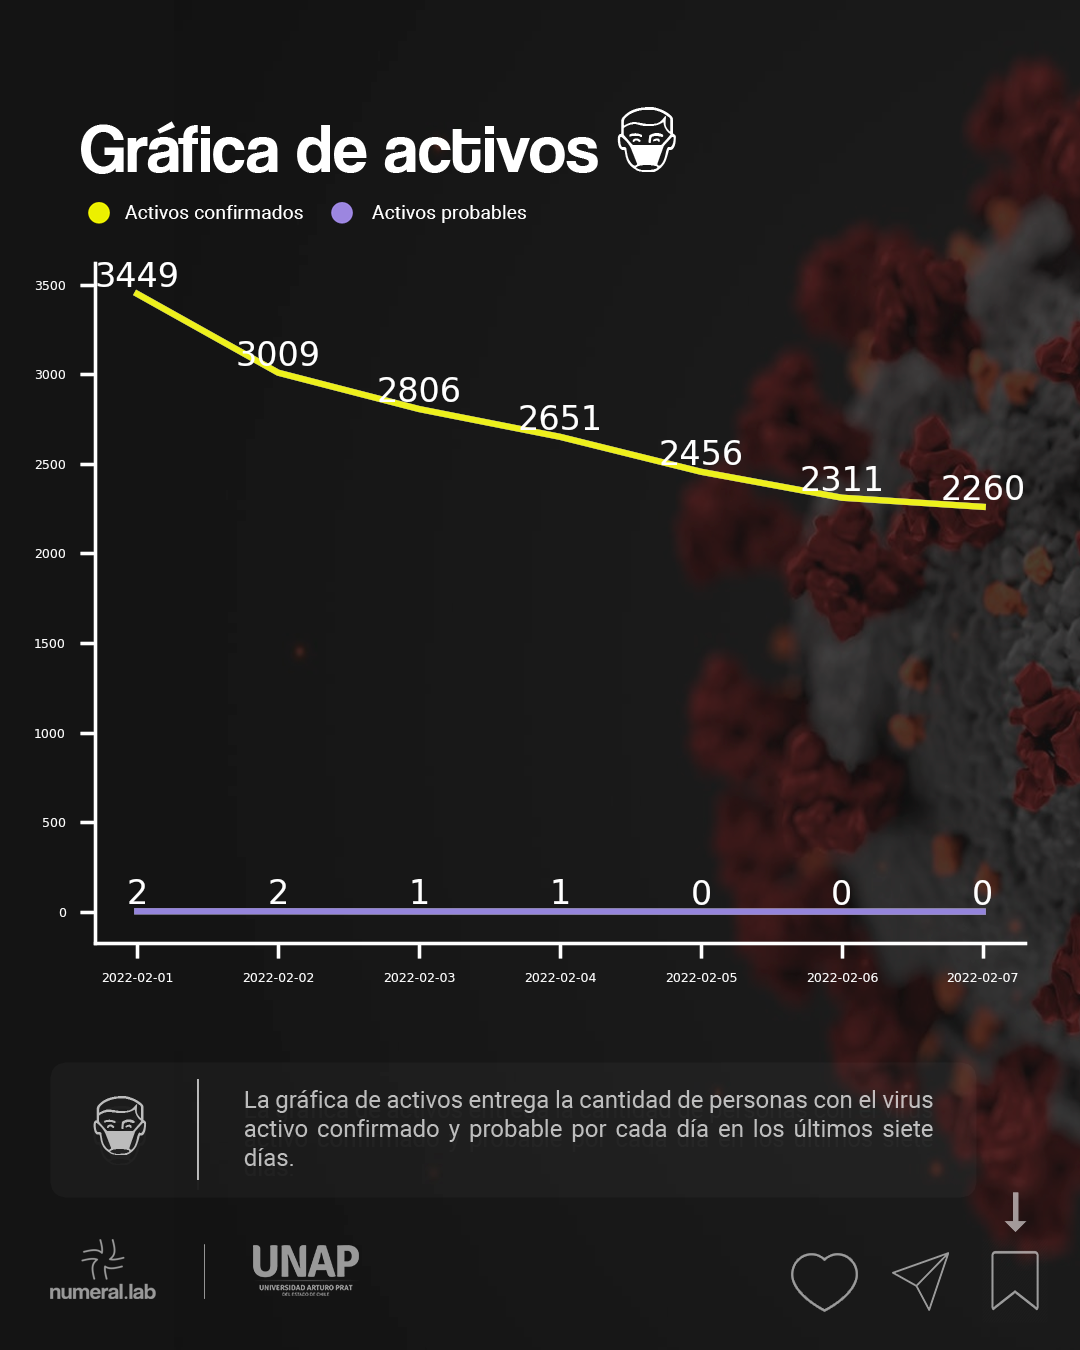 Gráfica de activos
Activos confirmados Activos probables
3500
3000
2500
2000
1500
1000
500
0
3449
3009
2806
2651
2456
2311
2260
2 2 1 1 0 0 0
2022-02-01 2022-02-02 2022-02-03 2022-02-04 2022-02-05 2022-02-06 2022-02-07
La gráfica de activos entrega la cantidad de personas con el virus
activo confirmado y probable por cada día en los últimos siete
días.
numeral.lab
UNAP
UNIVERSIDAD ARTURO PRAT
DEL ESTADO DE CHILE